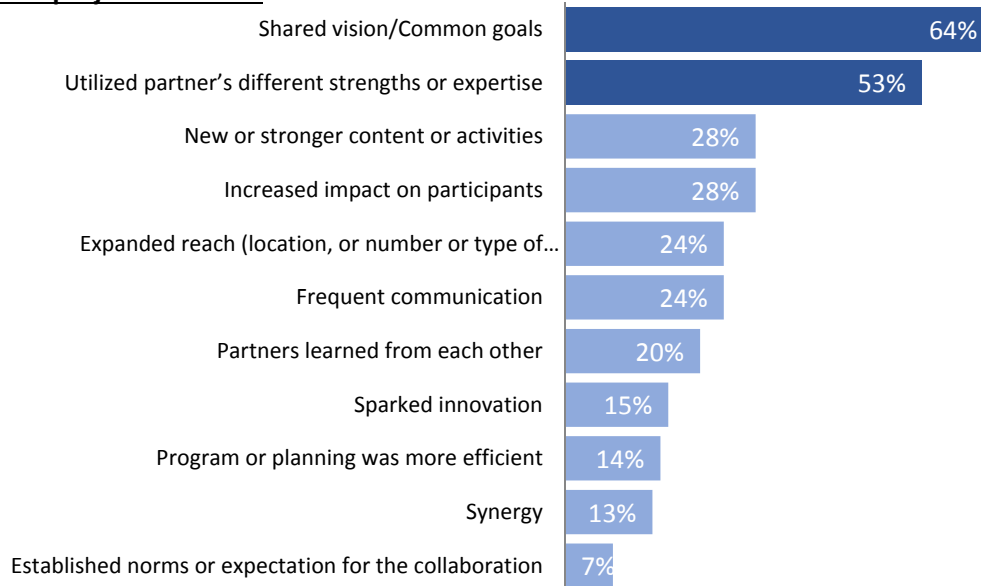 Shared vision/Common goals 64%
Utilized partner’s different strengths or expertise 53%
New or stronger content or activities 28%
Increased impact on participants 28%
Expanded reach (location, or number or type of… 24%
Frequent communication 24%
Partners learned from each other 20%
Sparked innovation 15%
Program or planning was more efficient 14%
Synergy 13%
Established norms or expectation for the collaboration 7%